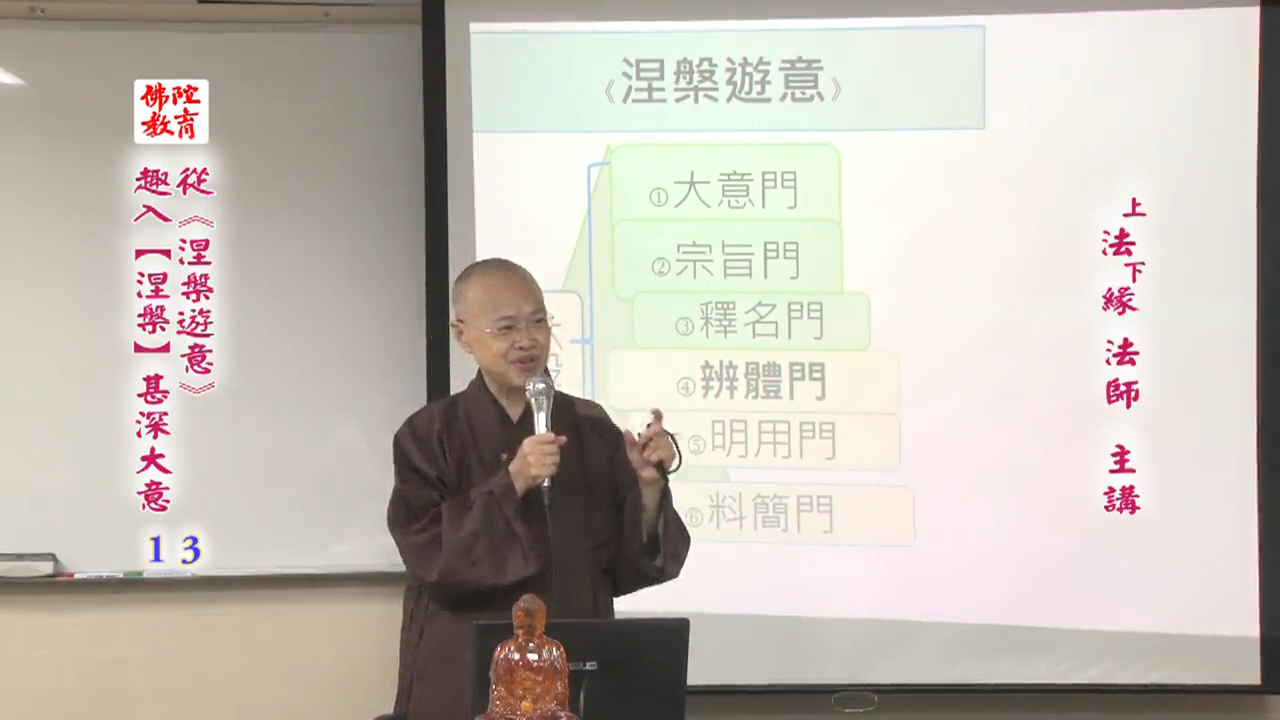 佛陀
教育
從《涅槃遊意》
趣入【涅槃】甚深大意
13
《涅槃遊意》
①大意門
②宗旨門
③釋名門
④辨體門
⑤明用門
⑥料簡門
上法下緣法師 主講